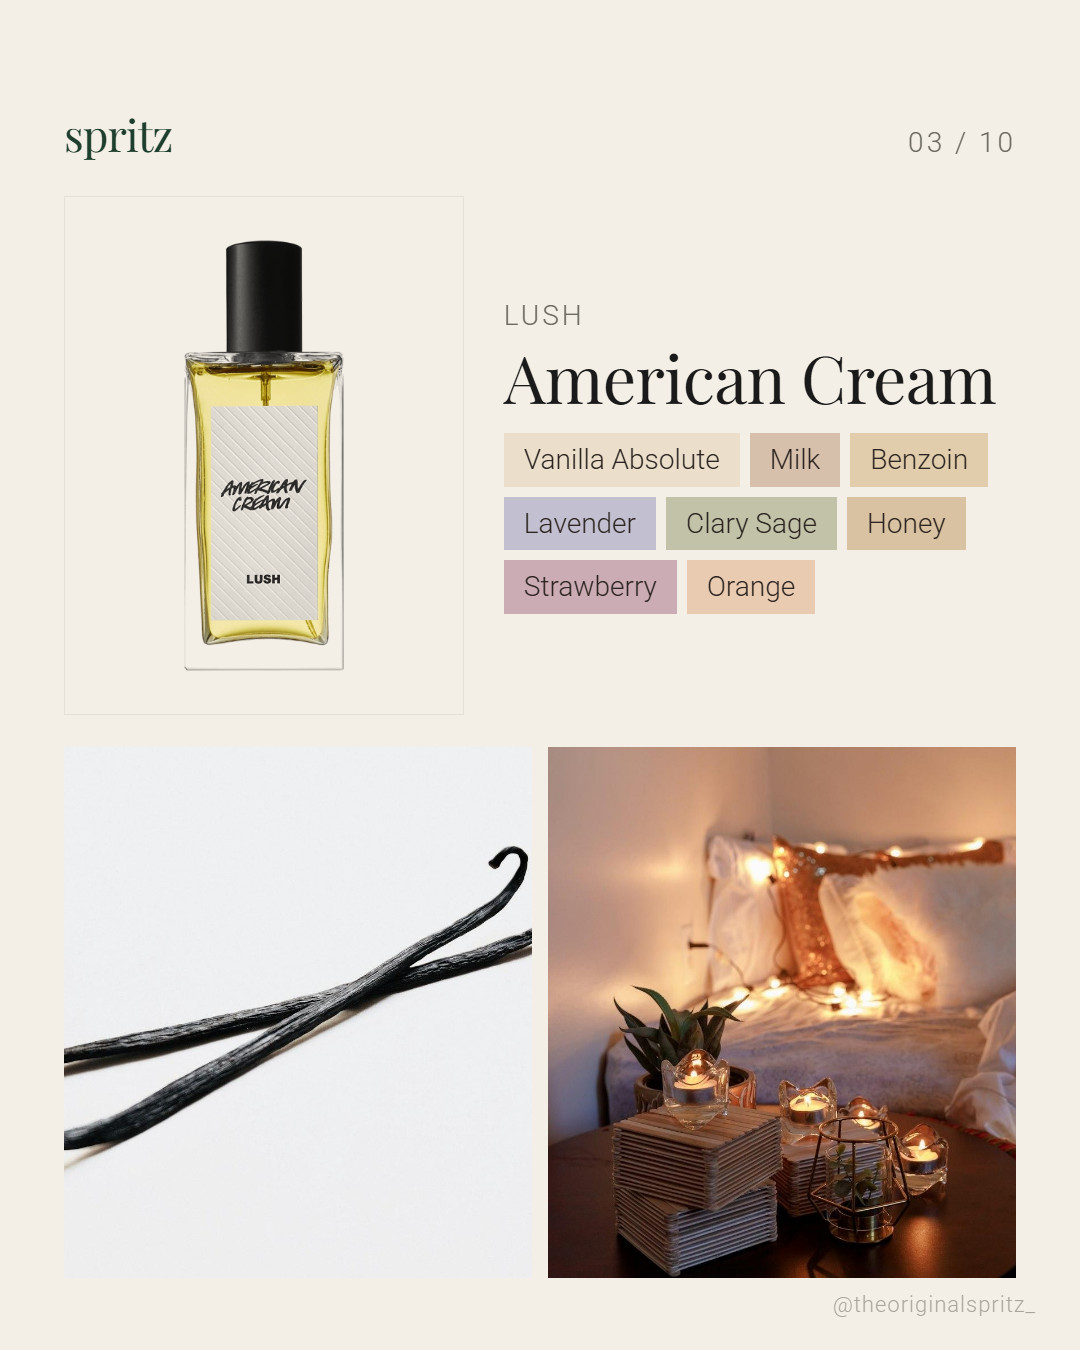 spritz
03 / 10
AMERICAN
CREAM
LUSH
LUSH
American Cream
Vanilla Absolute Milk Benzoin
Lavender Clary Sage Honey
Strawberry Orange
@theoriginalspritz_